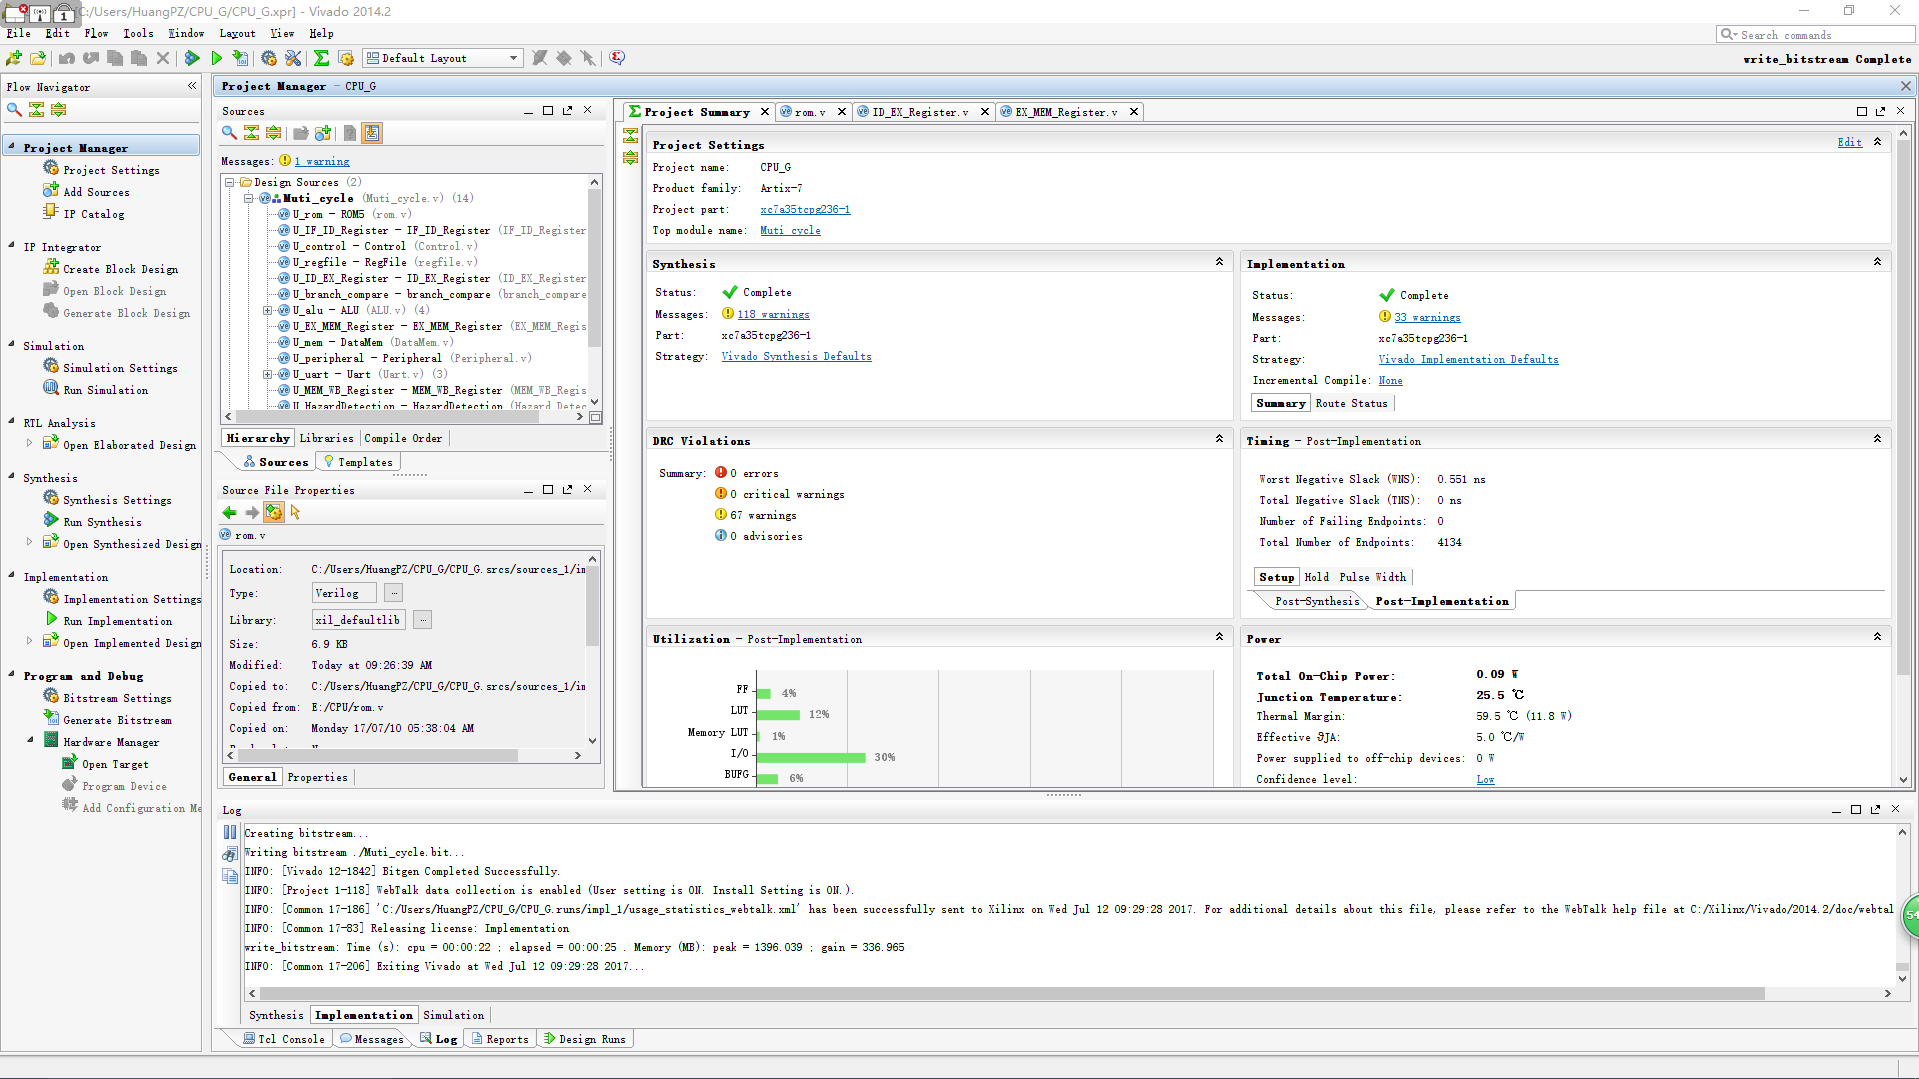 [C:/Users/HuangPZ/CPU_G/CPU_G.xpr] - Vivado 2014.2
File Edit Flow Tools Window Layout View Help
Search commands
Default Layout
write_bitstream Complete
Flow Navigator
Project Manager
Project Settings
Add Sources
IP Catalog
IP Integrator
Create Block Design
Open Block Design
Generate Block Design
Simulation
Simulation Settings
Run Simulation
RTL Analysis
Open Elaborated Design
Synthesis
Synthesis Settings
Run Synthesis
Open Synthesized Design
Implementation
Implementation Settings
Run Implementation
Open Implemented Design
Program and Debug
Bitstream Settings
Generate Bitstream
Hardware Manager
Open Target
Program Device
Add Configuration Me
Project Manager - CPU_G
Sources
Messages: 1 warning
Design Sources (2)
Muti_cycle (Muti_cycle.v) (14)
U_rom - ROM5 (rom.v)
U_IF_ID_Register - IF_ID_Register (IF_ID_Register
U_control - Control (Control.v)
U_regfile - RegFile (regfile.v)
U_ID_EX_Register - ID_EX_Register (ID_EX_Register
U_branch_compare - branch_compare (branch_compare
U_alu - ALU (ALU.v) (4)
U_EX_MEM_Register - EX_MEM_Register (EX_MEM_Regis
U_mem - DataMem (DataMem.v)
U_peripheral - Peripheral (Peripheral.v)
U_uart - Uart (Uart.v) (3)
U_MEM_WB_Register - MEM_WB_Register (MEM_WB_Regis
U_HazardDetection - HazardDetection (Hazard_Detec
Hierarchy Libraries Compile Order
Sources Templates
Source File Properties
rom.v
Location: C:/Users/HuangPZ/CPU_G/CPU_G.srcs/sources_1/im
Type: Verilog ...
Library: xil_defaultlib ...
Size: 6.9 KB
Modified: Today at 09:26:39 AM
Copied to: C:/Users/HuangPZ/CPU_G/CPU_G.srcs/sources_1/im
Copied from: E:/CPU/rom.v
Copied on: Monday 17/07/10 05:38:04 AM
General Properties
Project Summary rom.v ID_EX_Register.v EX_MEM_Register.v
Project Settings Edit
Project name: CPU_G
Product family: Artix-7
Project part: xc7a35tcpg236-1
Top module name: Muti_cycle
Synthesis
Status: Complete
Messages: 118 warnings
Part: xc7a35tcpg236-1
Strategy: Vivado Synthesis Defaults
Implementation
Status: Complete
Messages: 33 warnings
Part: xc7a35tcpg236-1
Strategy: Vivado Implementation Defaults
Incremental Compile: None
Summary Route Status
DRC Violations
Summary: 0 errors
0 critical warnings
67 warnings
0 advisories
Timing - Post-Implementation
Worst Negative Slack (WNS): 0.551 ns
Total Negative Slack (TNS): 0 ns
Number of Failing Endpoints: 0
Total Number of Endpoints: 4134
Setup Hold Pulse Width
Post-Synthesis Post-Implementation
Utilization - Post-Implementation
FF 4%
LUT 12%
Memory LUT 1%
I/O 30%
BUFG 6%
Power
Total On-Chip Power: 0.09 W
Junction Temperature: 25.5 ℃
Thermal Margin: 59.5 ℃ (11.8 W)
Effective ϑJA: 5.0 ℃/W
Power supplied to off-chip devices: 0 W
Confidence level: Low
Log
Creating bitstream...
Writing bitstream ./Muti_cycle.bit...
INFO: [Vivado 12-1842] Bitgen Completed Successfully.
INFO: [Project 1-118] WebTalk data collection is enabled (User setting is ON. Install Setting is ON.).
INFO: [Common 17-186] 'C:/Users/HuangPZ/CPU_G/CPU_G.runs/impl_1/usage_statistics_webtalk.xml' has been successfully sent to Xilinx on Wed Jul 12 09:29:28 2017. For additional details about this file, please refer to the WebTalk help file at C:/Xilinx/Vivado/2014.2/doc/webtal
INFO: [Common 17-83] Releasing license: Implementation
write_bitstream: Time (s): cpu = 00:00:22 ; elapsed = 00:00:25 . Memory (MB): peak = 1396.039 ; gain = 336.965
INFO: [Common 17-206] Exiting Vivado at Wed Jul 12 09:29:28 2017...
Synthesis Implementation Simulation
Tcl Console Messages Log Reports Design Runs
54